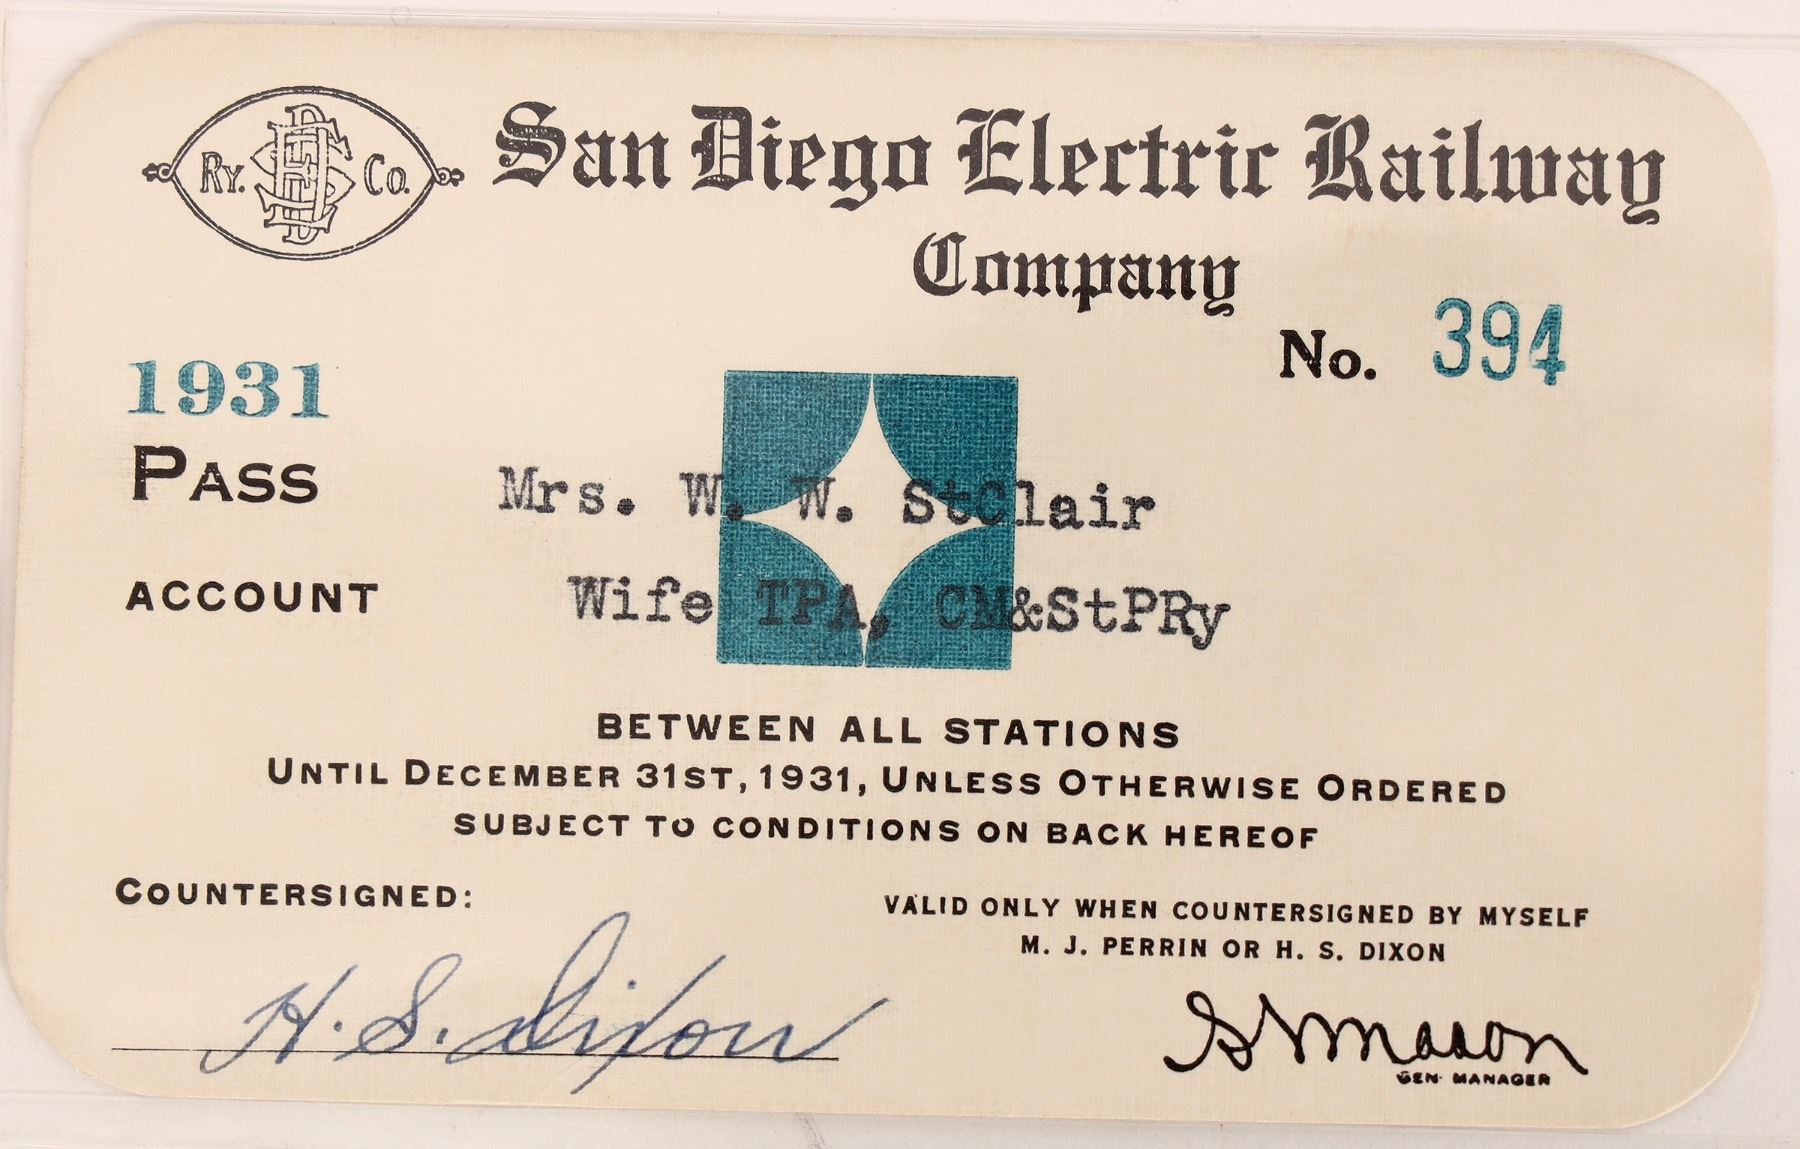 Ry. Co. San Diego Electric Railway
Company
No. 394
1931
PASS
Mrs. W. W. StClair
ACCOUNT Wife TPA, CM&StPRy
BETWEEN ALL STATIONS
UNTIL DECEMBER 31ST, 1931, UNLESS OTHERWISE ORDERED
SUBJECT TO CONDITIONS ON BACK HEREOF
COUNTERSIGNED:
VALID ONLY WHEN COUNTERSIGNED BY MYSELF
M. J. PERRIN OR H. S. DIXON
H. S. Dixon
Mason
GEN. MANAGER